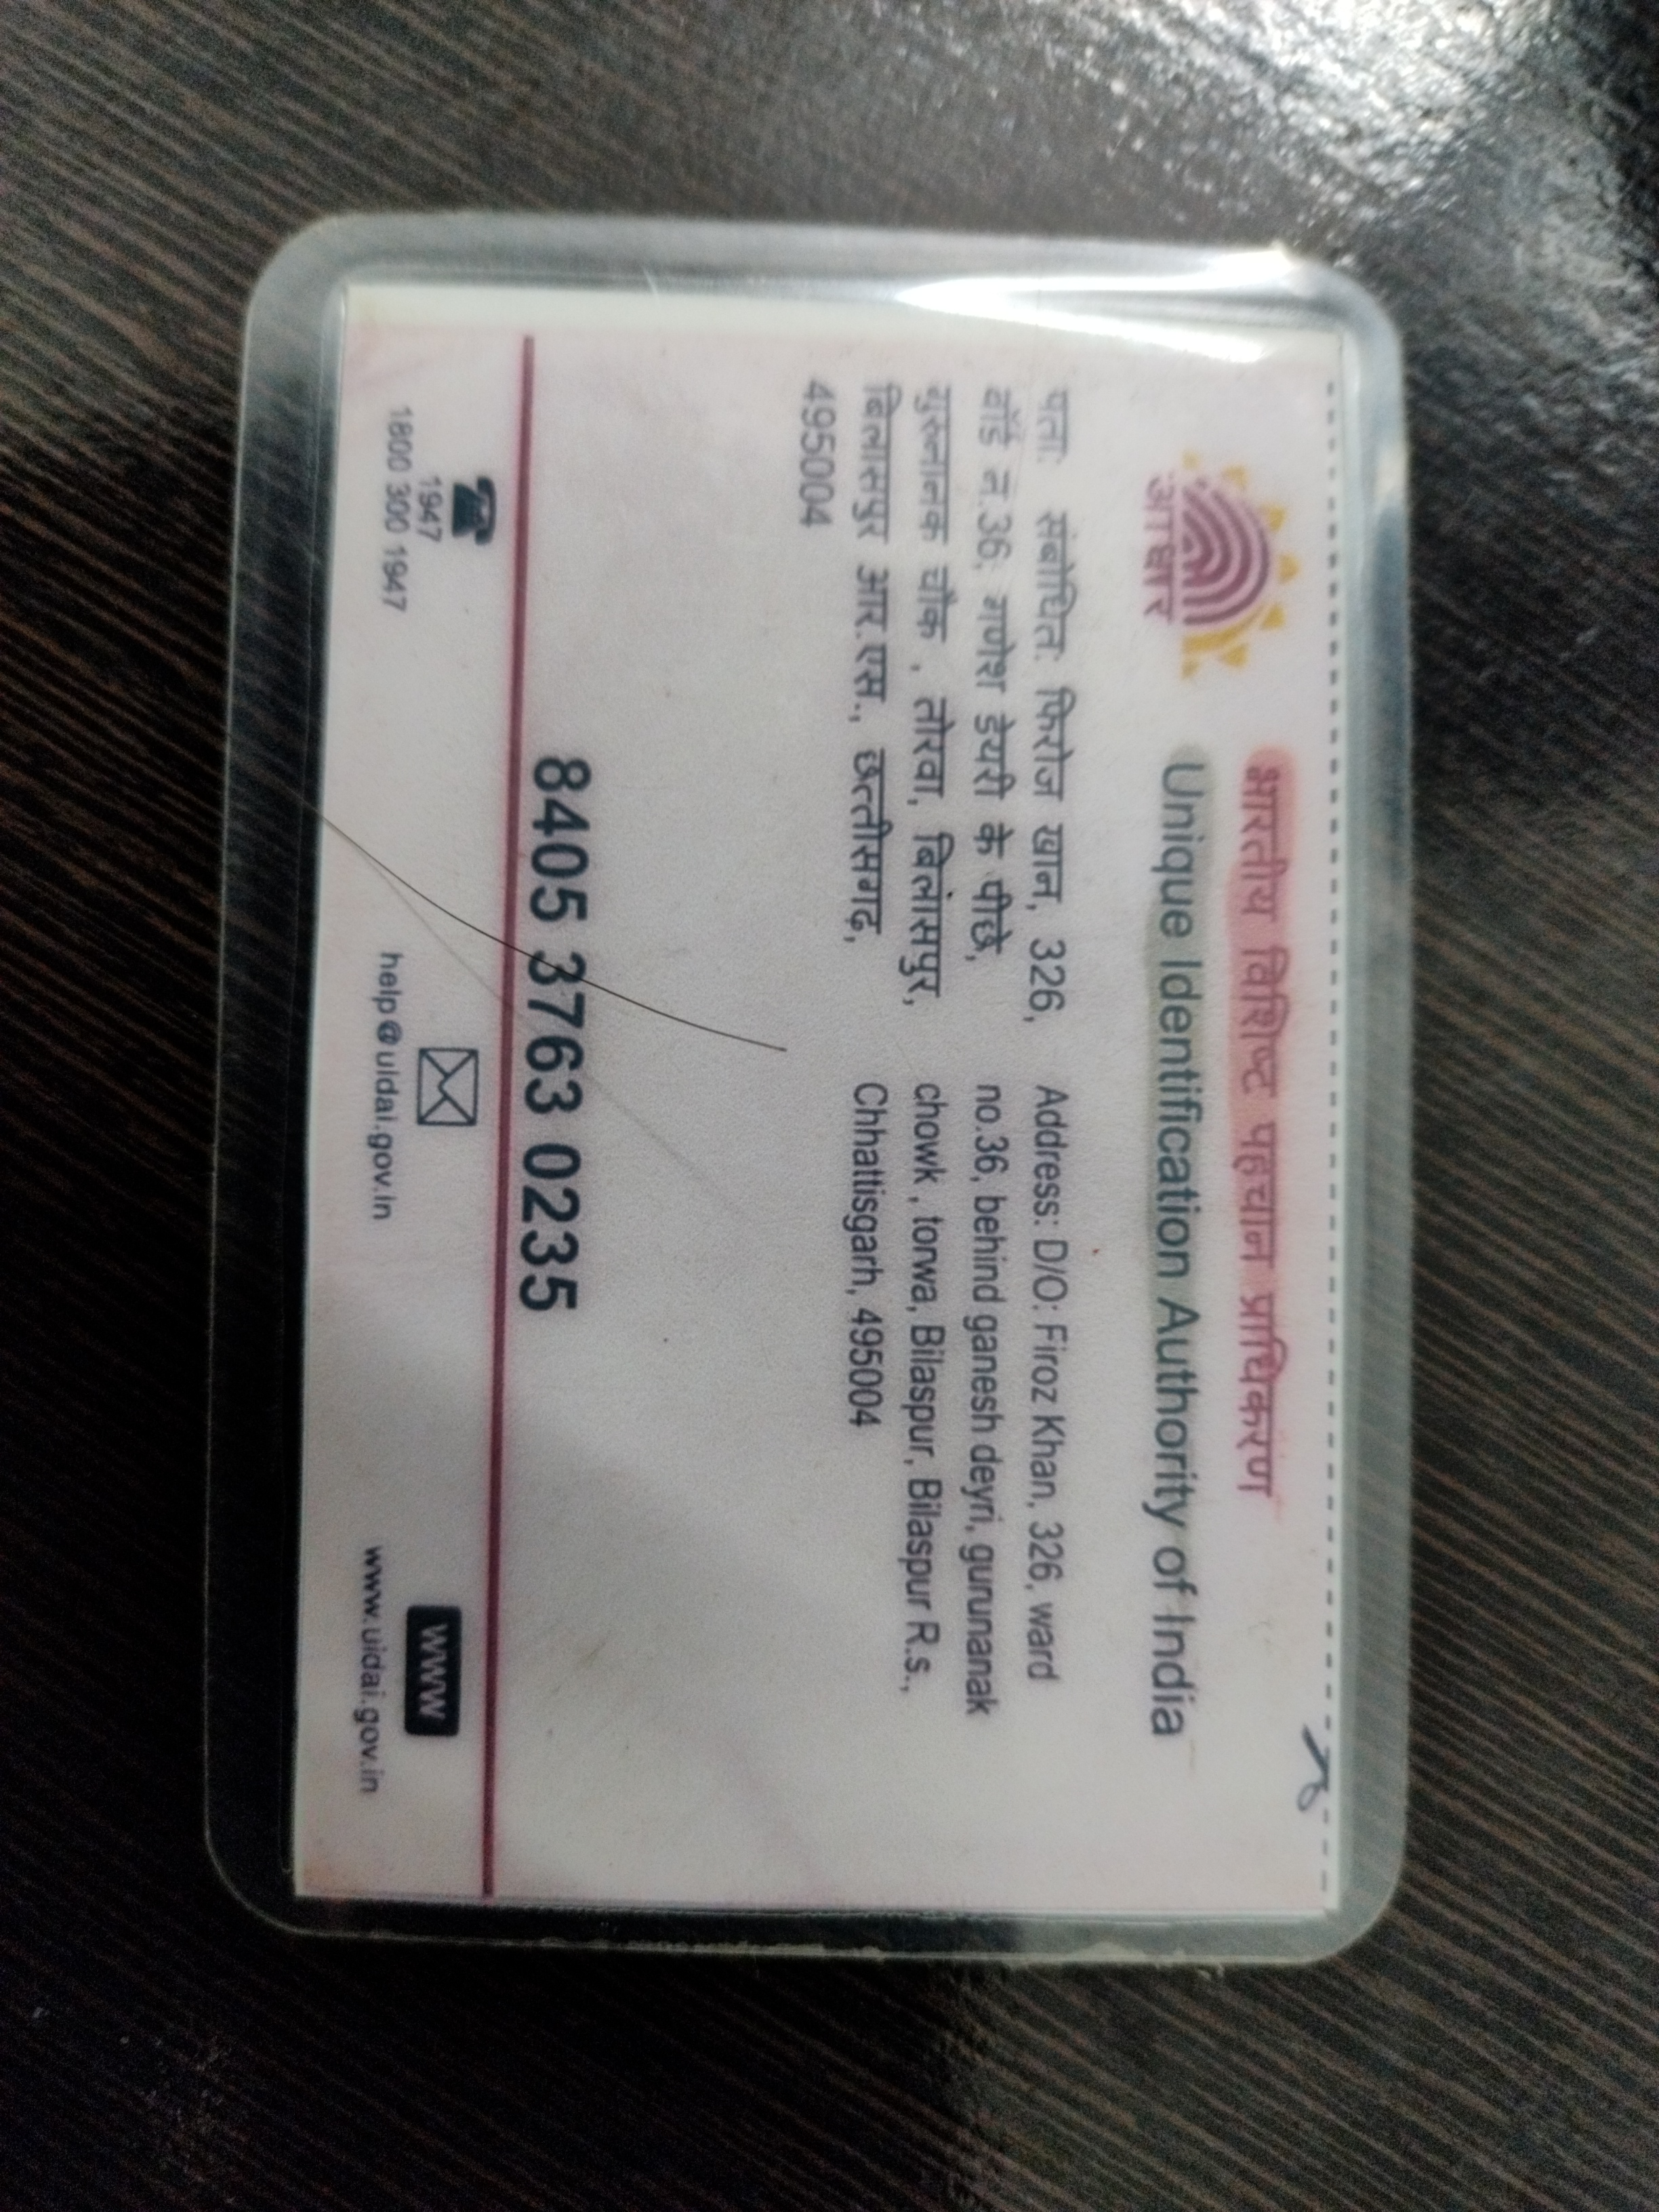 भारतीय विशिष्ट पहचान प्राधिकरण
Unique Identification Authority of India
आधार
पता: संबोधित: फिरोज खान, 326,
वॉर्ड न.36, गणेश डेयरी के पीछे,
गुरुनानक चौक , तोरवा, बिलासपुर,
बिलासपुर आर.एस., छत्तीसगढ़,
495004
Address: D/O: Firoz Khan, 326, ward
no.36, behind ganesh deyri, gurunanak
chowk , torwa, Bilaspur, Bilaspur R.s.,
Chhattisgarh, 495004
8405 3763 0235
1947
1800 300 1947
help@uidai.gov.in
WWW
www.uidai.gov.in